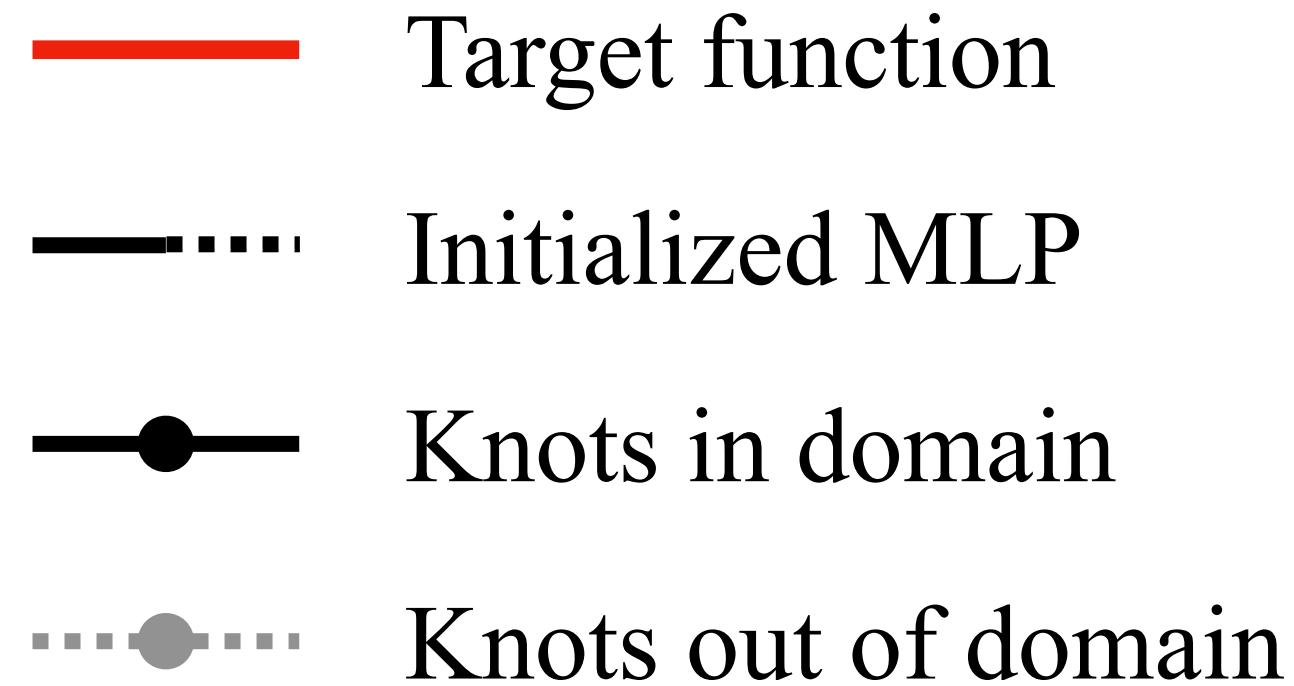 Target function
Initialized MLP
Knots in domain
Knots out of domain